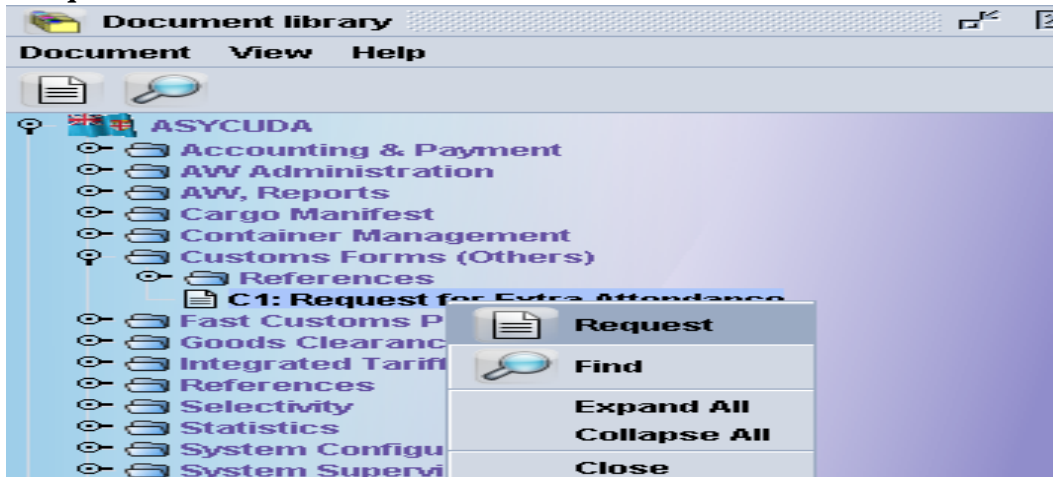 Document library
Document View Help
ASYCUDA
Accounting & Payment
AW Administration
AW, Reports
Cargo Manifest
Container Management
Customs Forms (Others)
References
C1: Request for Extra Attendance
Fast Customs P
Goods Clearanc
Integrated Tariff
References
Selectivity
Statistics
System Configu
System Supervi
Request
Find
Expand All
Collapse All
Close